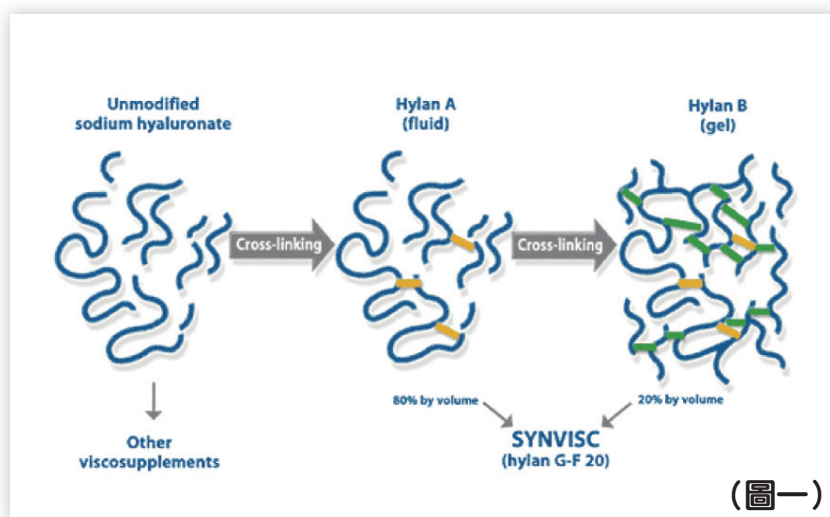 Unmodified
sodium hyaluronate
Hylan A
(fluid)
Hylan B
(gel)
Cross-linking
Cross-linking
80% by volume
20% by volume
Other
viscosupplements
SYNVISC
(hylan G-F 20)
(圖一)